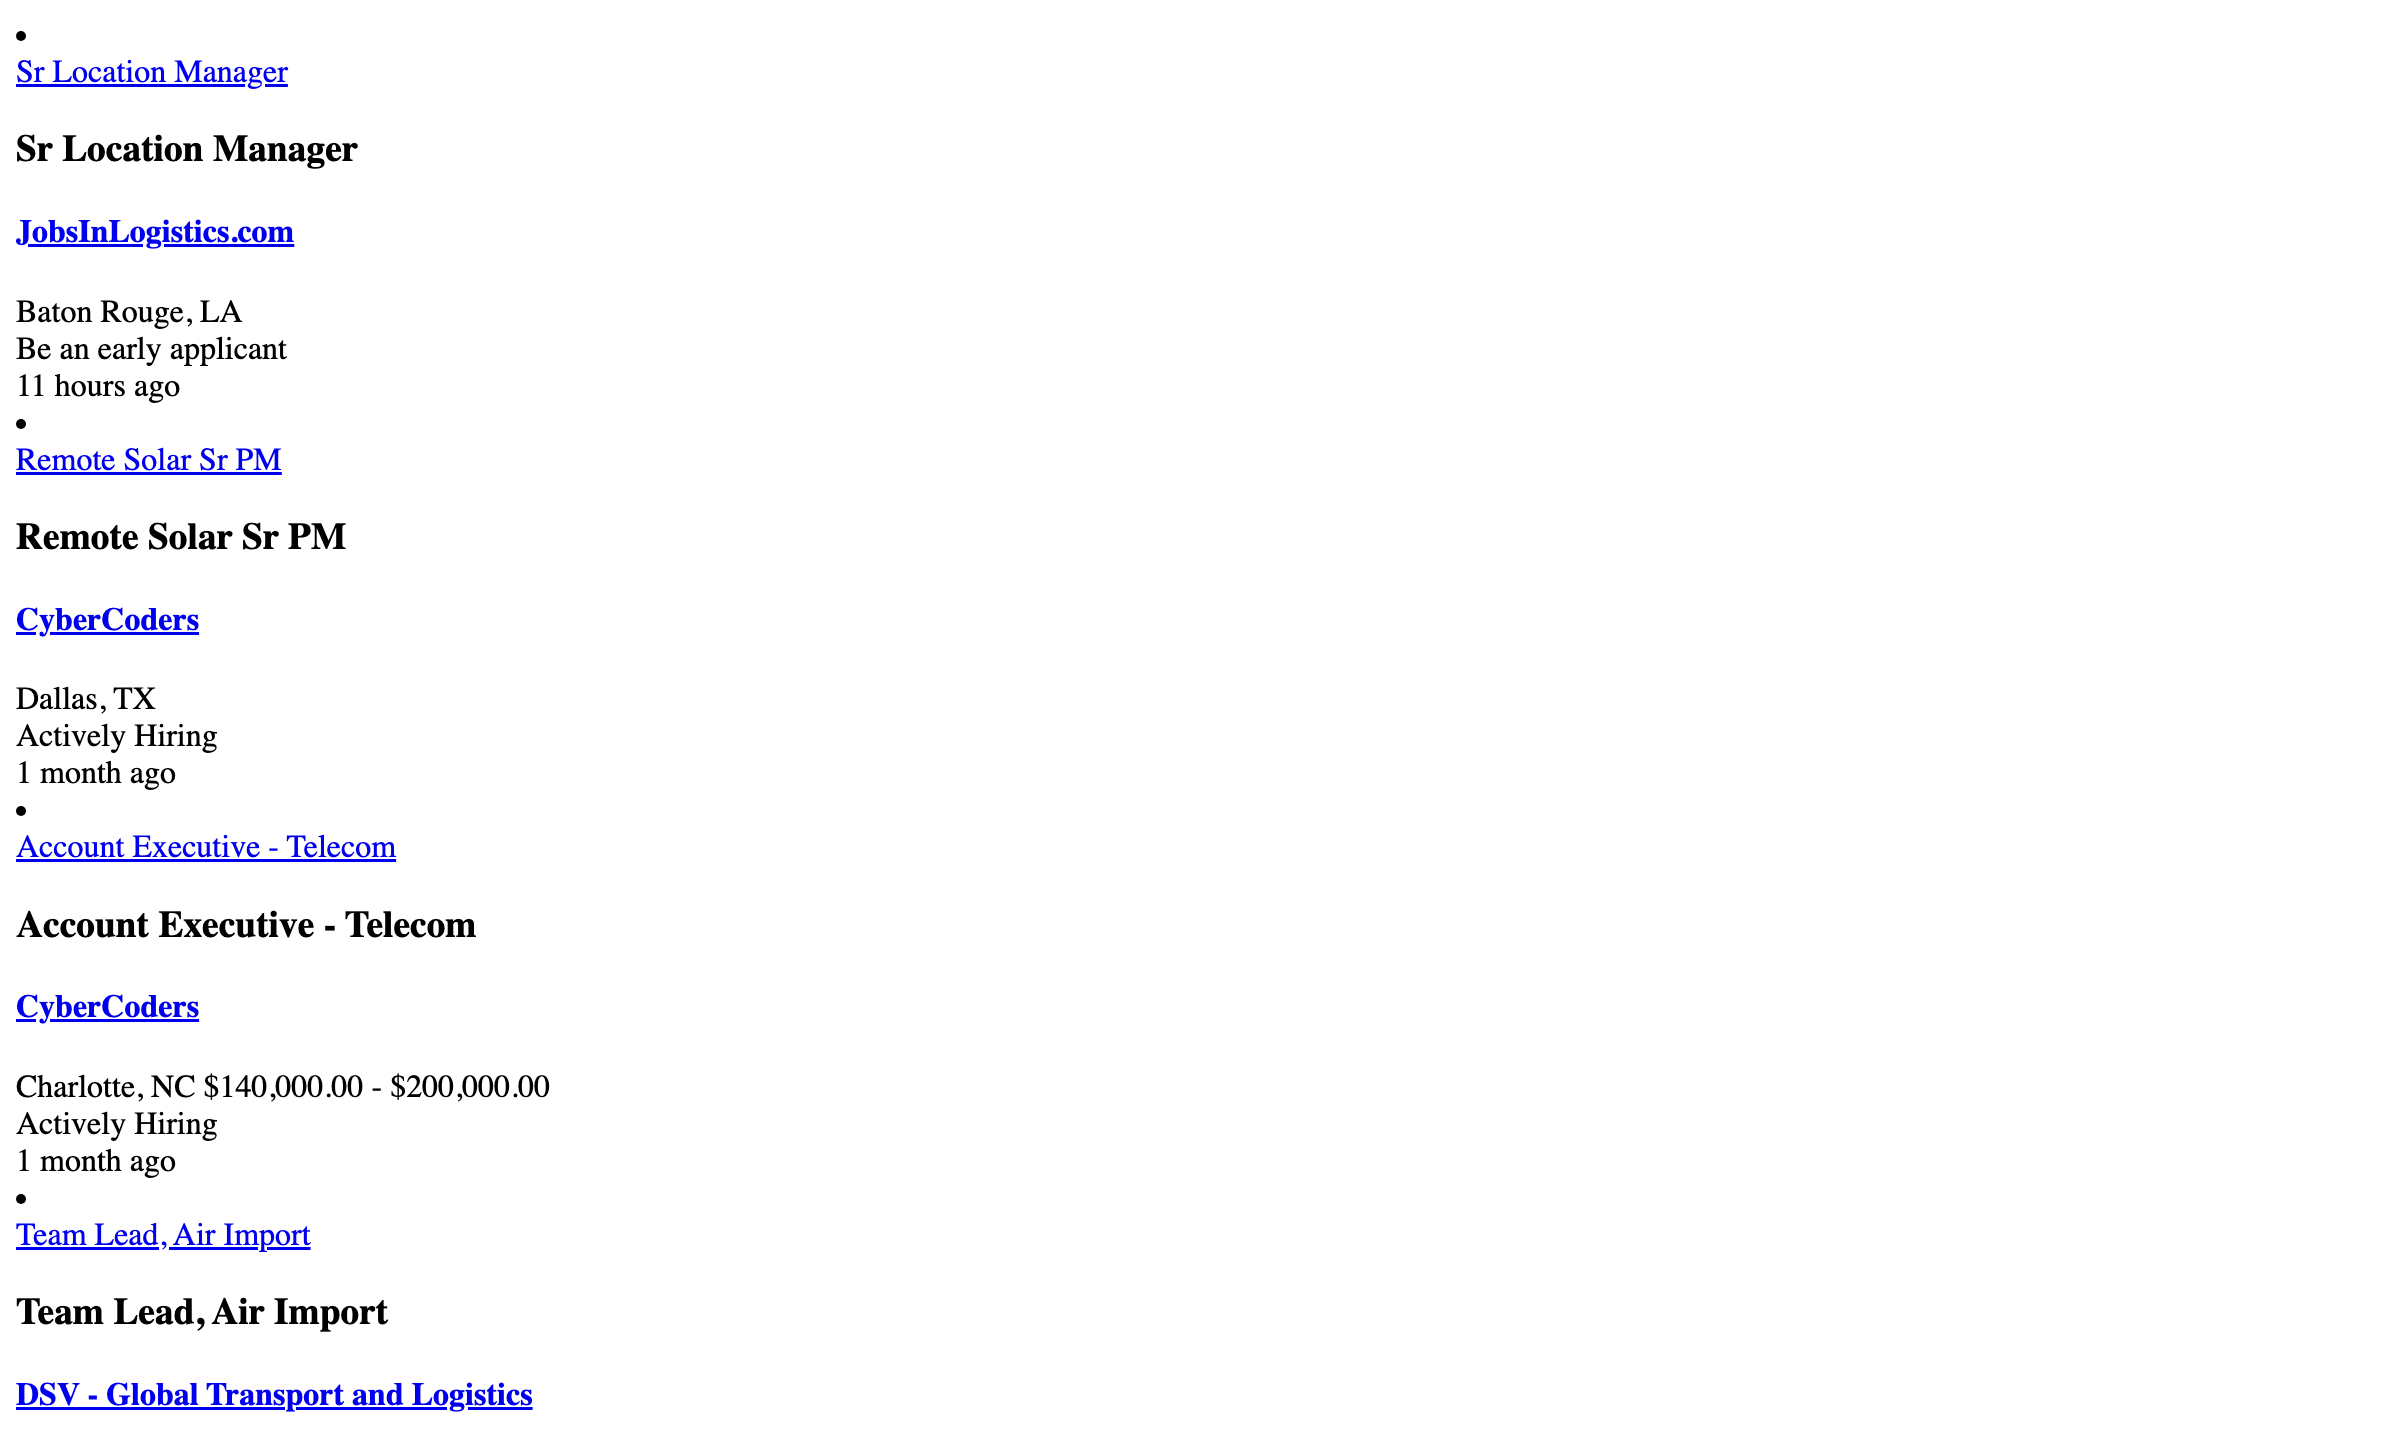 Sr Location Manager
Sr Location Manager
JobsInLogistics.com
Baton Rouge, LA
Be an early applicant
11 hours ago
Remote Solar Sr PM
Remote Solar Sr PM
CyberCoders
Dallas, TX
Actively Hiring
1 month ago
Account Executive - Telecom
Account Executive - Telecom
CyberCoders
Charlotte, NC $140,000.00 - $200,000.00
Actively Hiring
1 month ago
Team Lead, Air Import
Team Lead, Air Import
DSV - Global Transport and Logistics